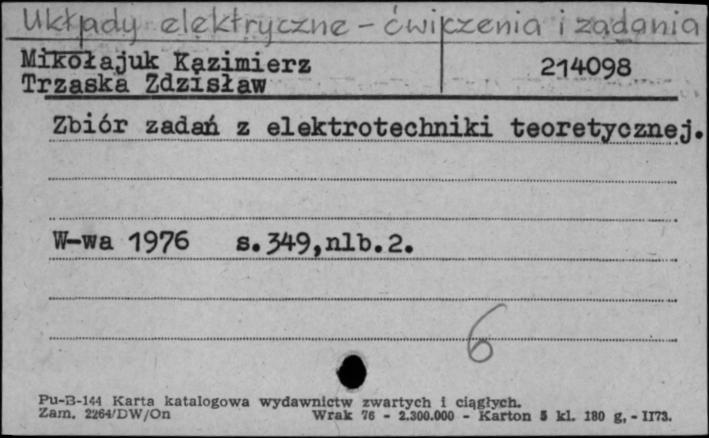 Układy elektryczne - ćwiczenia i zadania
Mikołajuk Kazimierz 214098
Trzaska Zdzisław
Zbiór zadań z elektrotechniki teoretycznej.
W-wa 1976 s.349,nlb.2.
6
Pu-B-144 Karta katalogowa wydawnictw zwartych i ciągłych.
Zam. 2264/DW/On Wrak 76 - 2.300.000 - Karton 5 kl. 180 g, - II73.